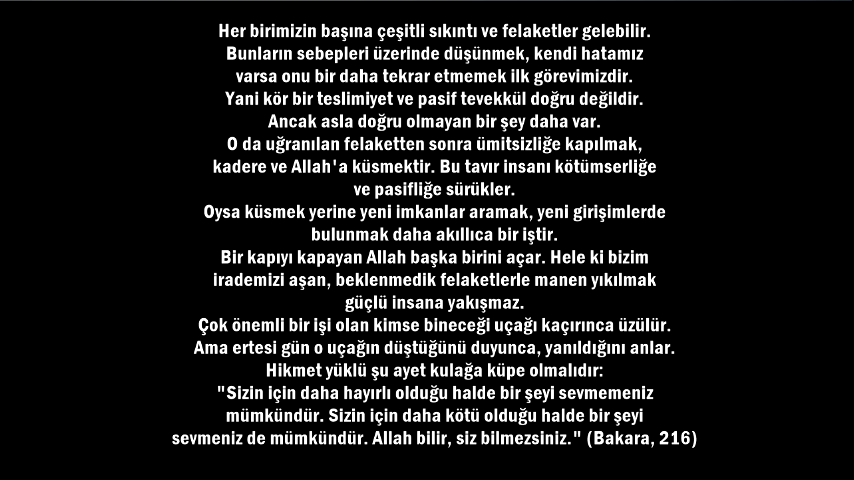 Her birimizin başına çeşitli sıkıntı ve felaketler gelebilir.
Bunların sebepleri üzerinde düşünmek, kendi hatamız
varsa onu bir daha tekrar etmemek ilk görevimizdir.
Yani kör bir teslimiyet ve pasif tevekkül doğru değildir.
Ancak asla doğru olmayan bir şey daha var.
O da uğranılan felaketten sonra ümitsizliğe kapılmak,
kadere ve Allah'a küsmektir. Bu tavır insanı kötümserliğe
ve pasifliğe sürükler.
Oysa küsmek yerine yeni imkanlar aramak, yeni girişimlerde
bulunmak daha akıllıca bir iştir.
Bir kapıyı kapayan Allah başka birini açar. Hele ki bizim
irademizi aşan, beklenmedik felaketlerle manen yıkılmak
güçlü insana yakışmaz.
Çok önemli bir işi olan kimse bineceği uçağı kaçırınca üzülür.
Ama ertesi gün o uçağın düştüğünü duyunca, yanıldığını anlar.
Hikmet yüklü şu ayet kulağa küpe olmalıdır:
"Sizin için daha hayırlı olduğu halde bir şeyi sevmemeniz
mümkündür. Sizin için daha kötü olduğu halde bir şeyi
sevmeniz de mümkündür. Allah bilir, siz bilmezsiniz." (Bakara, 216)